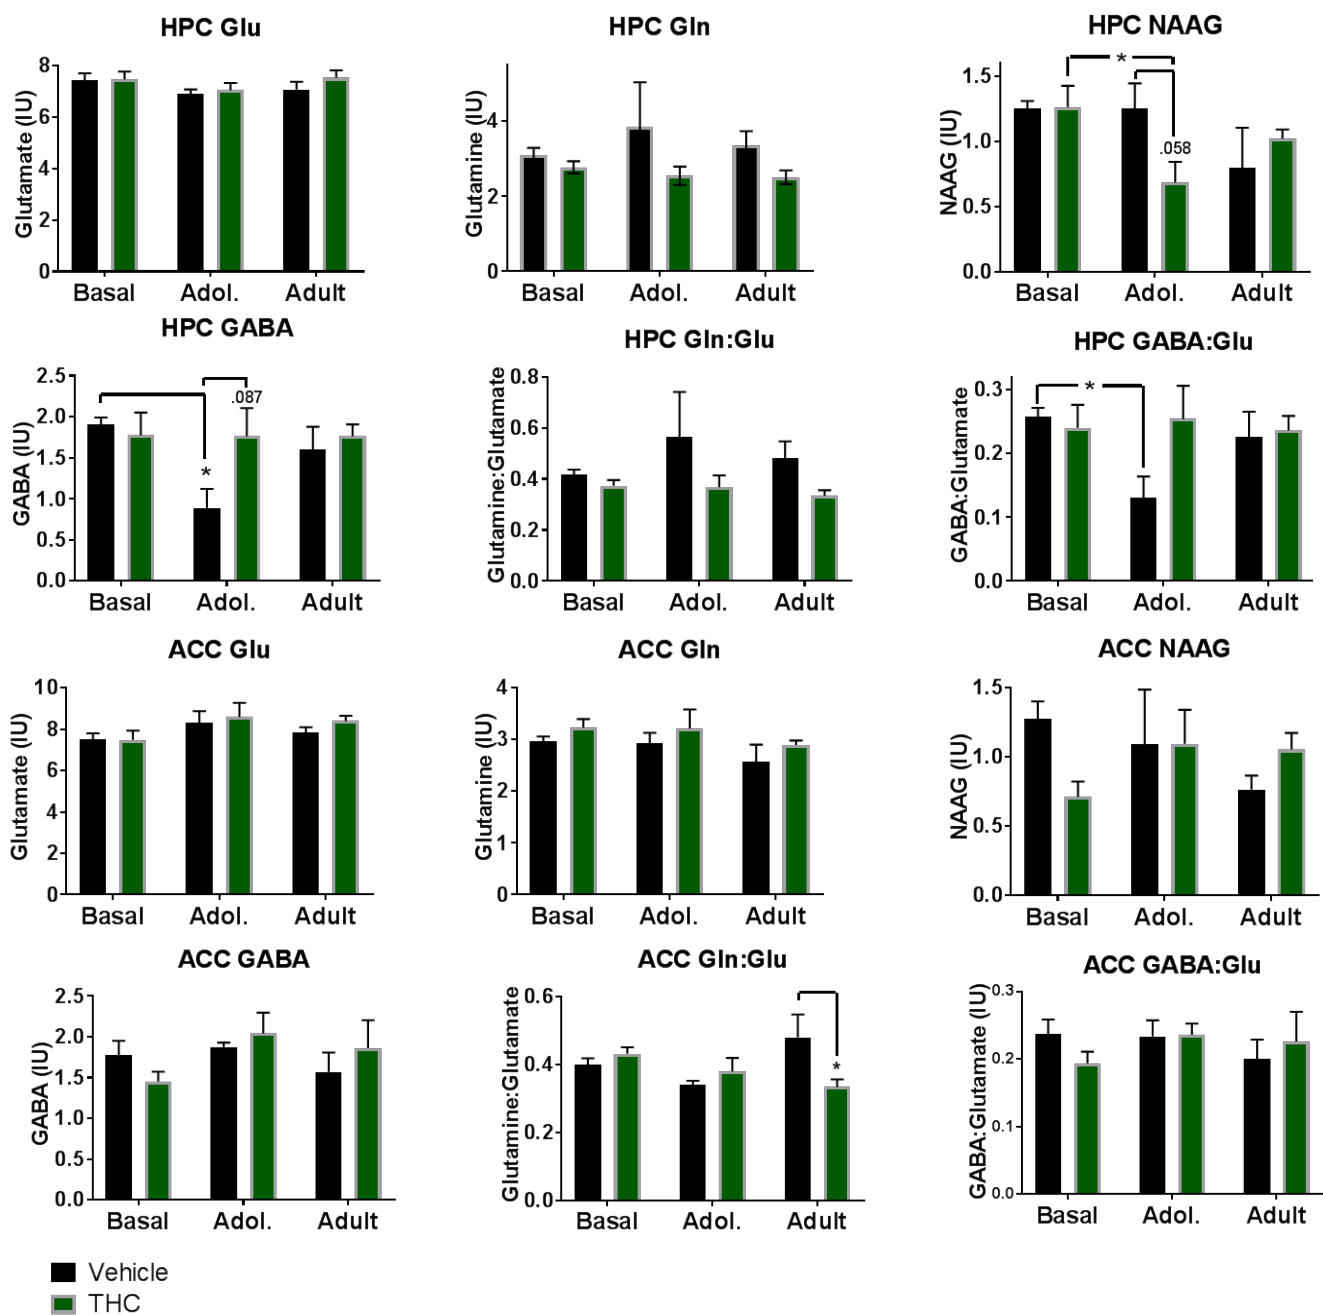 HPC Glu
Glutamate (IU)
8
6
4
2
0
Basal Adol. Adult
HPC Gln
Glutamine (IU)
4
2
0
Basal Adol. Adult
HPC NAAG
NAAG (IU)
1.5
1.0
0.5
0.0
*
.058
Basal Adol. Adult
HPC GABA
GABA (IU)
2.5
2.0
1.5
1.0
0.5
0.0
.087
*
Basal Adol. Adult
HPC Gln:Glu
Glutamine:Glutamate
0.8
0.6
0.4
0.2
0.0
Basal Adol. Adult
HPC GABA:Glu
GABA:Glutamate
0.3
0.2
0.1
0.0
*
Basal Adol. Adult
ACC Glu
Glutamate (IU)
10
8
6
4
2
0
Basal Adol. Adult
ACC Gln
Glutamine (IU)
4
3
2
1
0
Basal Adol. Adult
ACC NAAG
NAAG (IU)
1.5
1.0
0.5
0.0
Basal Adol. Adult
ACC GABA
GABA (IU)
2.5
2.0
1.5
1.0
0.5
0.0
Basal Adol. Adult
ACC Gln:Glu
Glutamine:Glutamate
0.6
0.4
0.2
0.0
*
Basal Adol. Adult
ACC GABA:Glu
GABA:Glutamate (IU)
0.3
0.2
0.1
0.0
Basal Adol. Adult
Vehicle
THC